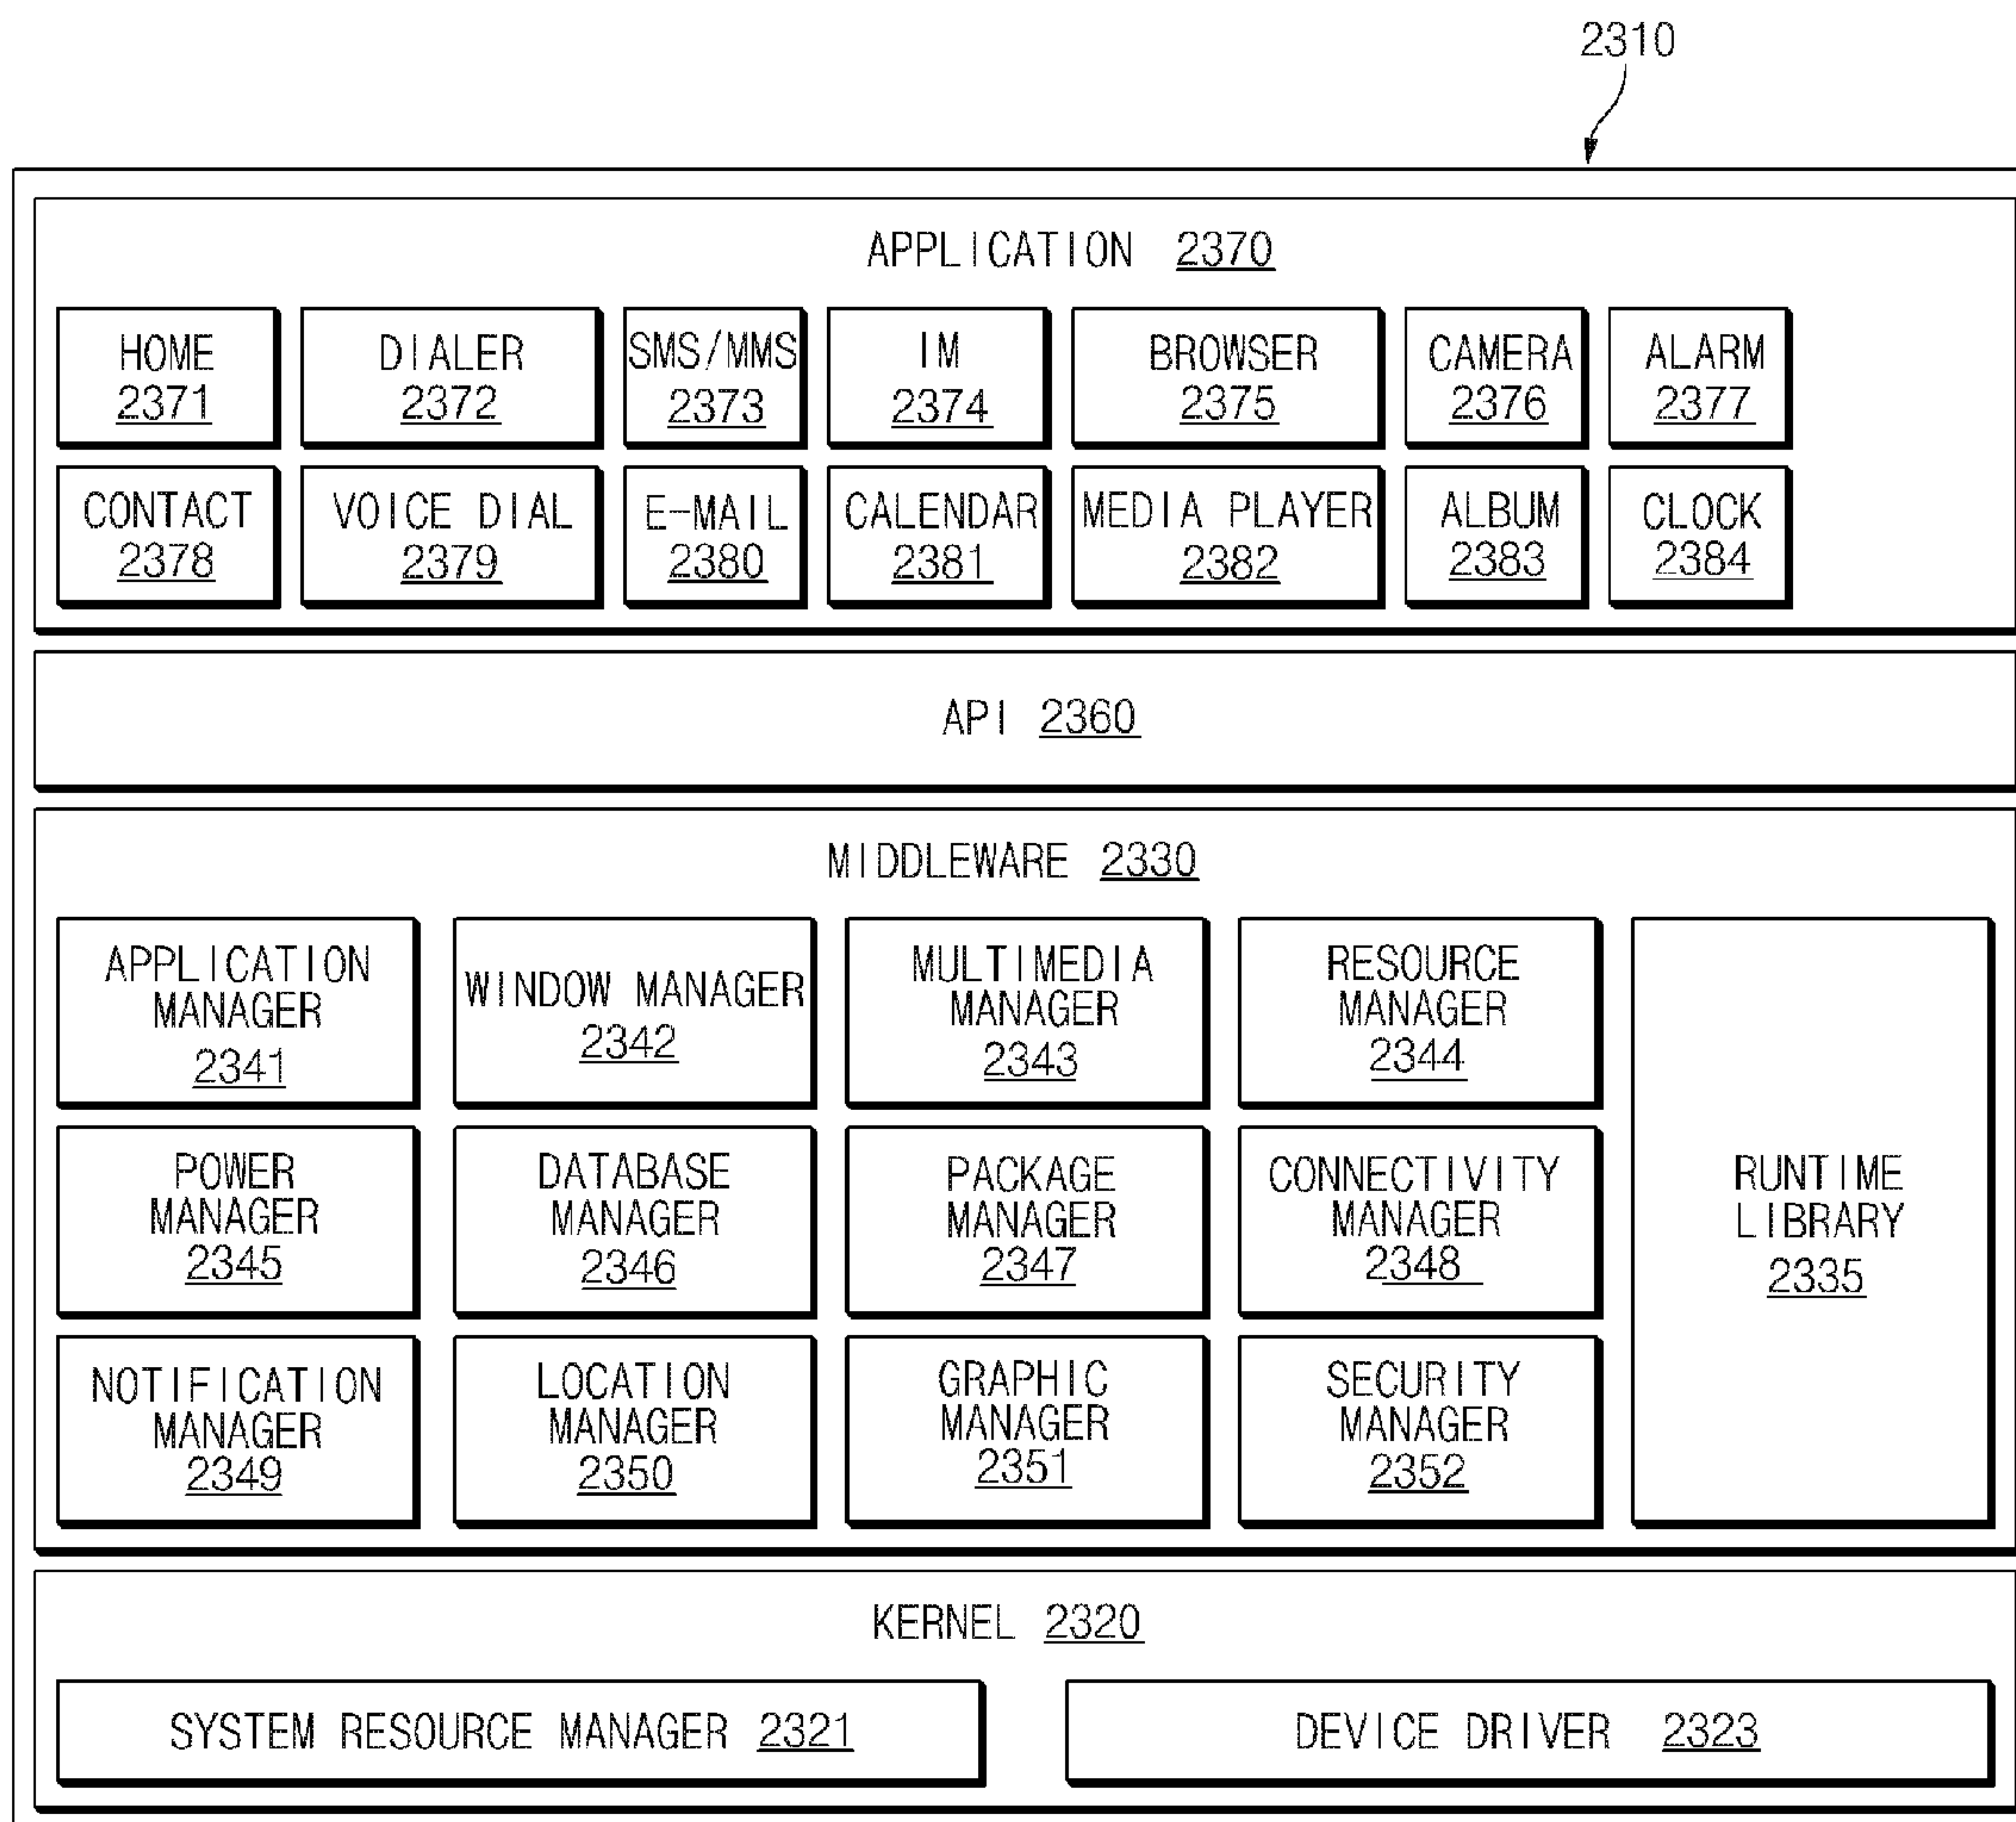 2310
APPLICATION 2370
HOME
2371
DIALER
2372
SMS/MMS
2373
IM
2374
BROWSER
2375
CAMERA
2376
ALARM
2377
CONTACT
2378
VOICE DIAL
2379
E-MAIL
2380
CALENDAR
2381
MEDIA PLAYER
2382
ALBUM
2383
CLOCK
2384
API 2360
MIDDLEWARE 2330
APPLICATION
MANAGER
2341
WINDOW MANAGER
2342
MULTIMEDIA
MANAGER
2343
RESOURCE
MANAGER
2344
POWER
MANAGER
2345
DATABASE
MANAGER
2346
PACKAGE
MANAGER
2347
CONNECTIVITY
MANAGER
2348
RUNTIME
LIBRARY
2335
NOTIFICATION
MANAGER
2349
LOCATION
MANAGER
2350
GRAPHIC
MANAGER
2351
SECURITY
MANAGER
2352
KERNEL 2320
SYSTEM RESOURCE MANAGER 2321
DEVICE DRIVER 2323